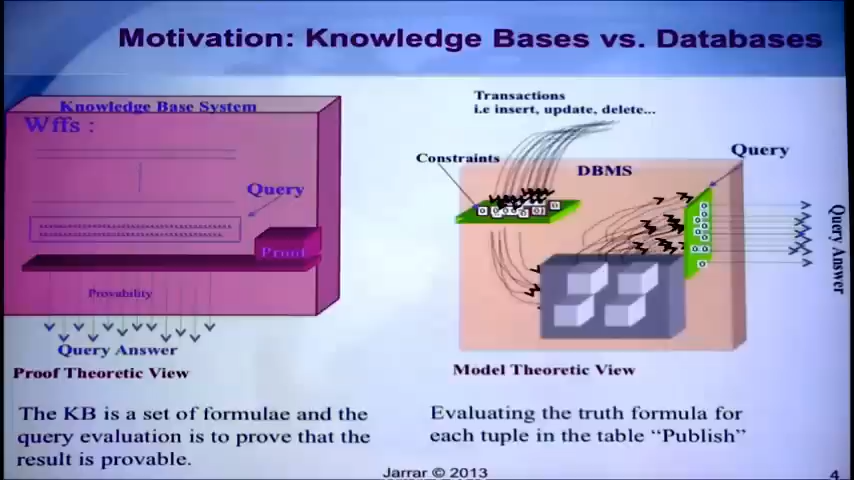 Motivation: Knowledge Bases vs. Databases
Knowledge Base System
Wffs :
Query
Proof
Provability
Query Answer
Proof Theoretic View
The KB is a set of formulae and the
query evaluation is to prove that the
result is provable.
Transactions
i.e insert, update, delete...
Constraints
DBMS
Query
Query Answer
Model Theoretic View
Evaluating the truth formula for
each tuple in the table “Publish”
Jarrar © 2013
4